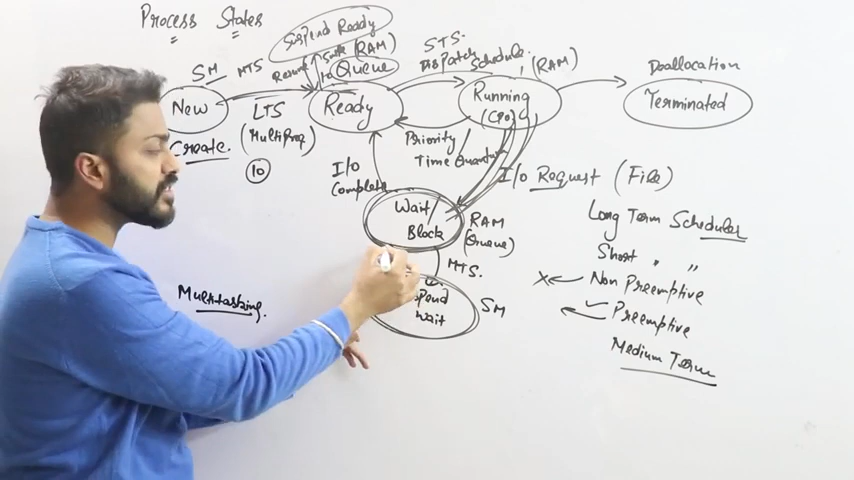 Process States
Suspend Ready
SM
MTS
(RAM)
Queue
STS.
Dispatch Schedule.
(RAM)
Deallocation
New
LTS
(MultiProg)
10
Create.
Ready
Running
(CPU)
Terminated
Priority
Time Quantum
I/O
Complete
I/O Request (File)
Wait/
Block
RAM
(Queue)
MTS.
Wait
SM
Multitasking.
Long Term Scheduler
Short " "
Non Preemptive
Preemptive
Medium Term